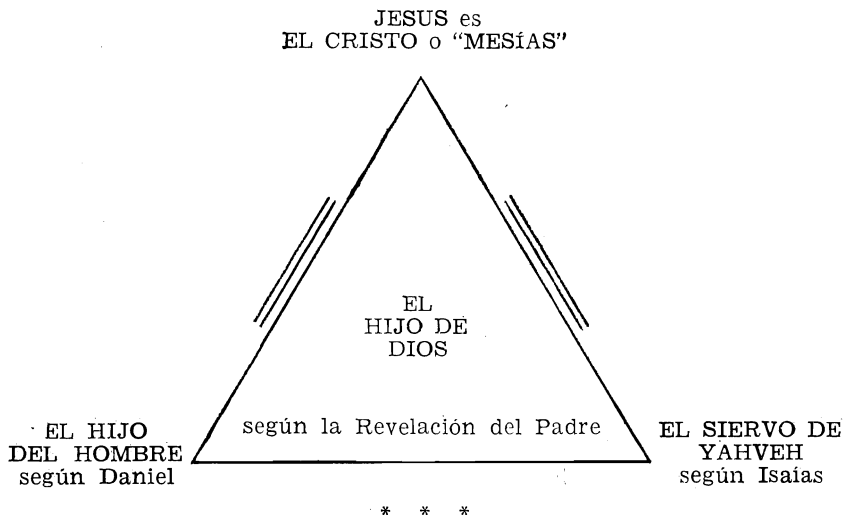 JESUS es
EL CRISTO o “MESÍAS”
EL
HIJO DE
DIOS
según la Revelación del Padre
EL HIJO
DEL HOMBRE
según Daniel
EL SIERVO DE
YAHVEH
según Isaías
* * *